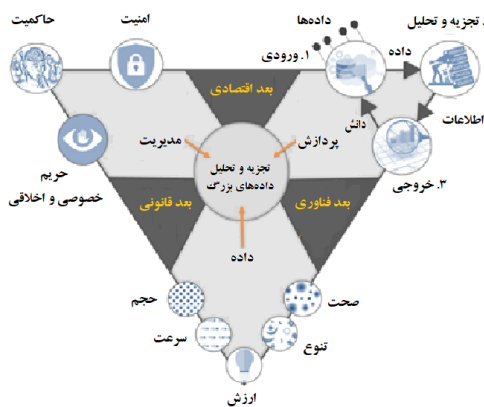 حاکمیت
امنیت
داده‌ها
. تجزیه و تحلیل
۱. ورودی
داده
بعد اقتصادی
اطلاعات
دانش
مدیریت
پردازش
تجزیه و تحلیل
داده‌های بزرگ
حریم
خصوصی و اخلاقی
۳. خروجی
بعد قانونی
بعد فناوری
داده
حجم
صحت
سرعت
تنوع
ارزش